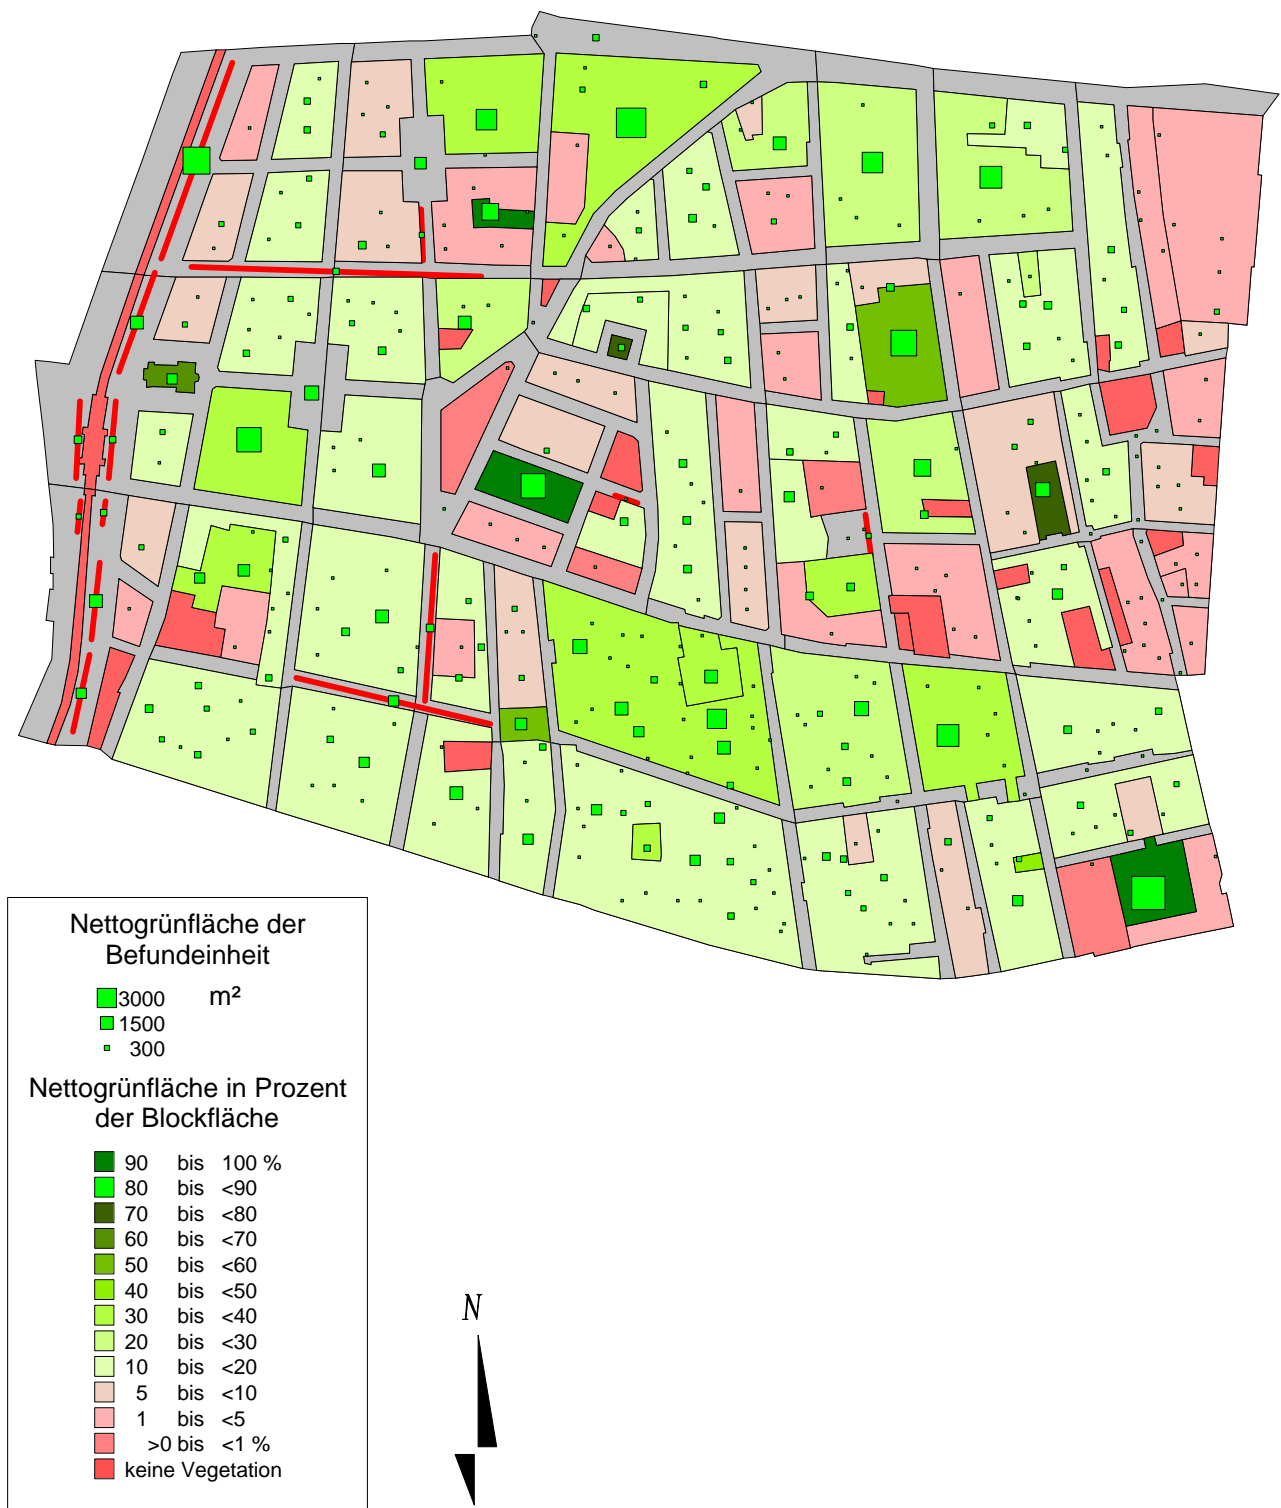 Nettogrünfläche der
Befundeinheit
3000 m²
1500
300
Nettogrünfläche in Prozent
der Blockfläche
90 bis 100 %
80 bis <90
70 bis <80
60 bis <70
50 bis <60
40 bis <50
30 bis <40
20 bis <30
10 bis <20
5 bis <10
1 bis <5
>0 bis <1 %
keine Vegetation
N